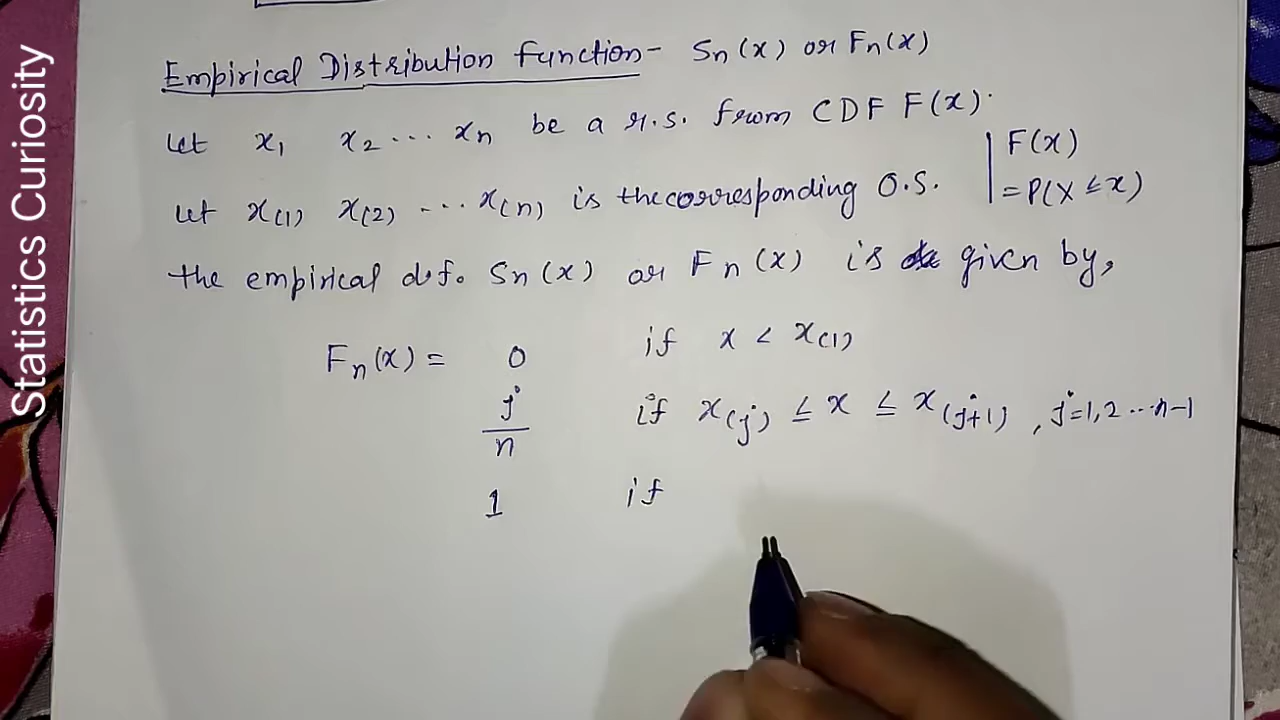 Statistics Curiosity
Empirical Distribution Function - Sn(x) or Fn(x)
Let x1 x2 ... xn be a r.s. from CDF F(x).
F(x)
= P(X ≤ x)
Let x(1) x(2) ... x(n) is the corresponding O.S.
the empirical d.f. Sn(x) or Fn(x) is given by,
Fn(x) = 0 if x < x(1)
j/n if x(j) ≤ x ≤ x(j+1), j=1,2...n-1
1 if